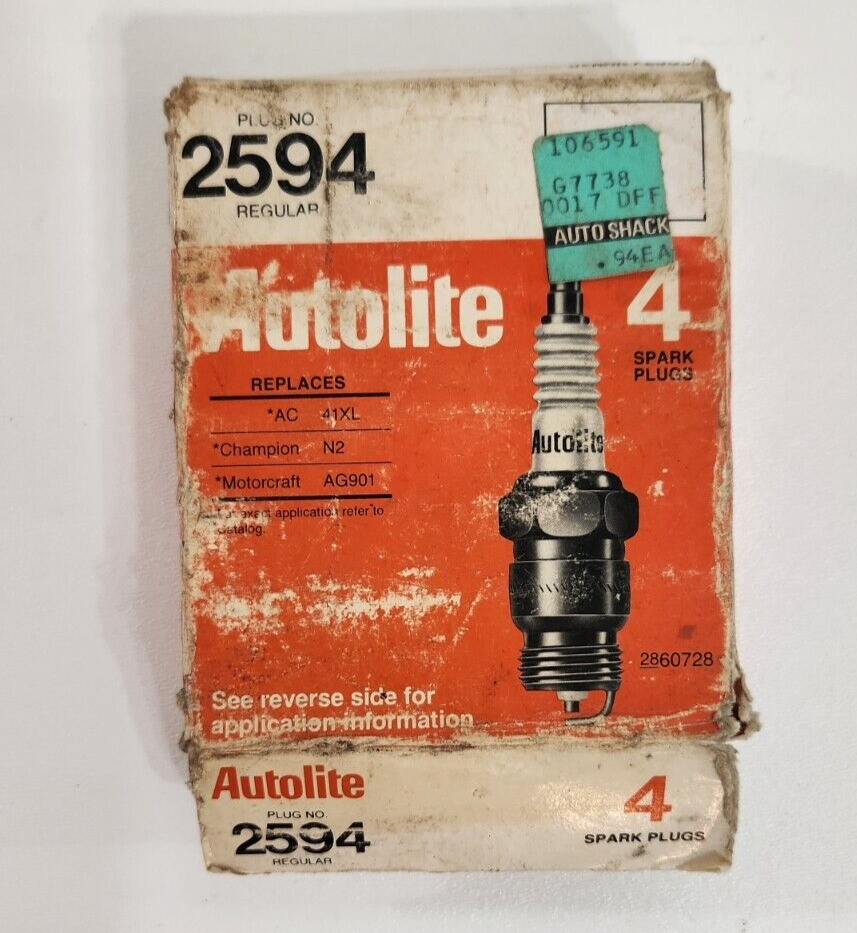 PLUG NO.
2594
REGULAR
106591
G7738
0017 DFF
AUTO SHACK
.94EA
Autolite
4
SPARK
PLUGS
REPLACES
*AC 41XL
*Champion N2
*Motorcraft AG901
exact application refer to
catalog.
Autolite
2860728
See reverse side for
application information
Autolite
4
PLUG NO.
2594
SPARK PLUGS
REGULAR